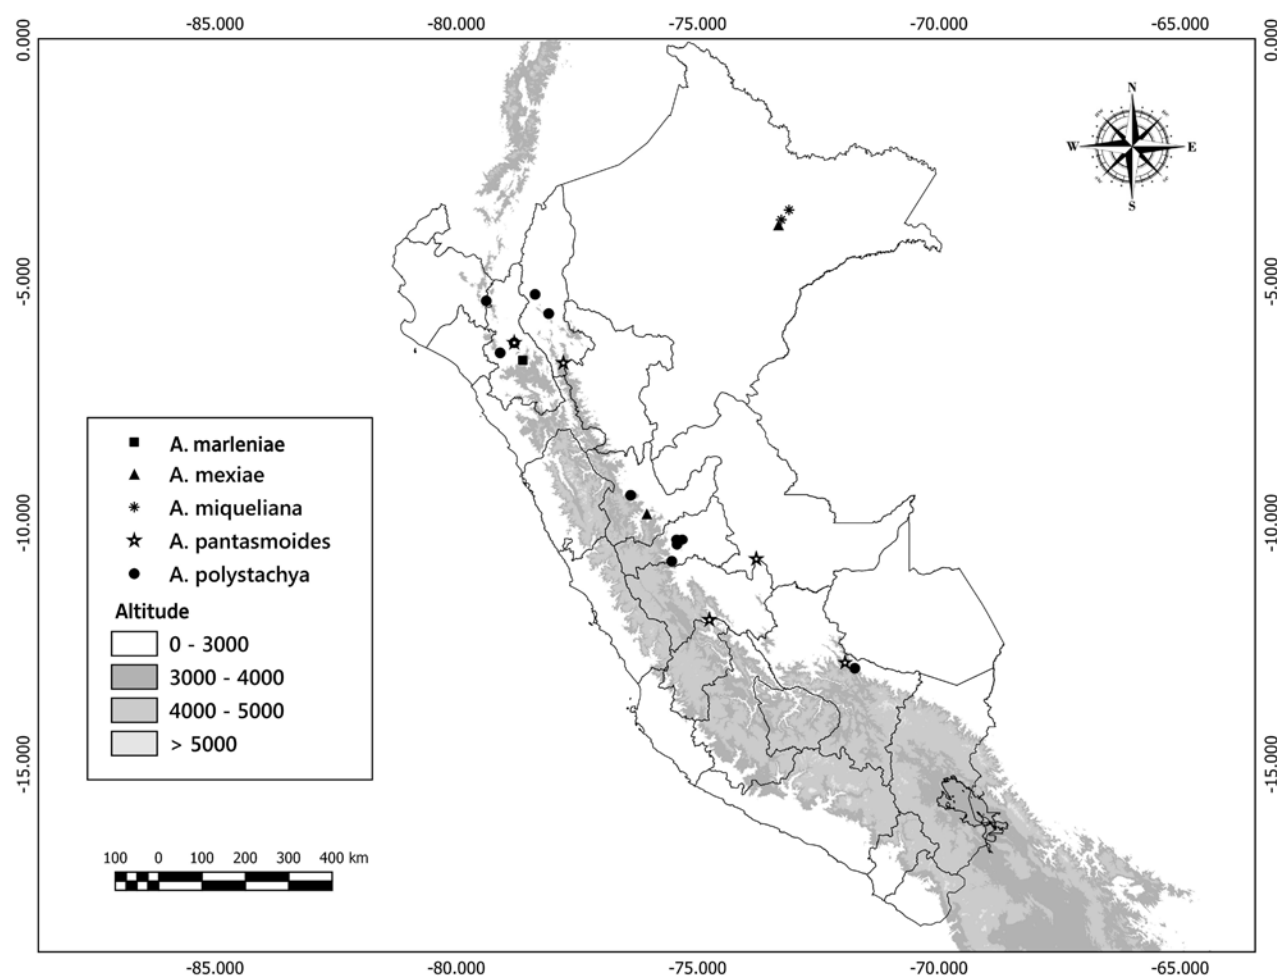 -85.000 -80.000 -75.000 -70.000 -65.000
0.000 0.000
N
W E
S
-5.000 -5.000
A. marleniae
A. mexiae
A. miqueliana
A. pantasmoides
A. polystachya
Altitude
0 - 3000
3000 - 4000
4000 - 5000
> 5000
-10.000 -10.000
-15.000 -15.000
100 0 100 200 300 400 km
-85.000 -80.000 -75.000 -70.000 -65.000